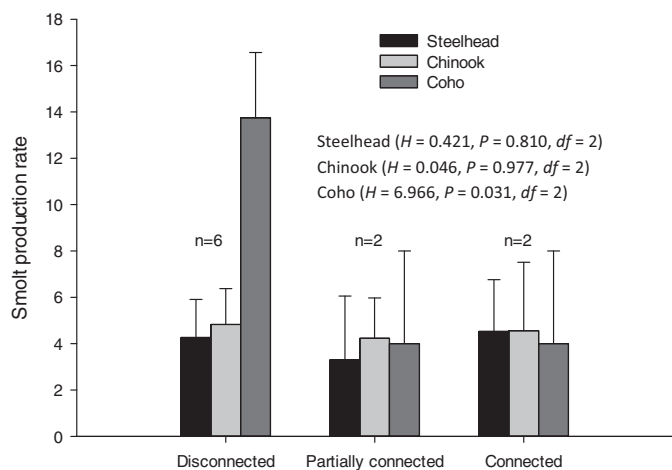 18
16
14
12
10
8
6
4
2
0
Smolt production rate
Steelhead
Chinook
Coho
Steelhead (H = 0.421, P = 0.810, df = 2)
Chinook (H = 0.046, P = 0.977, df = 2)
Coho (H = 6.966, P = 0.031, df = 2)
n=6
n=2
n=2
Disconnected
Partially connected
Connected